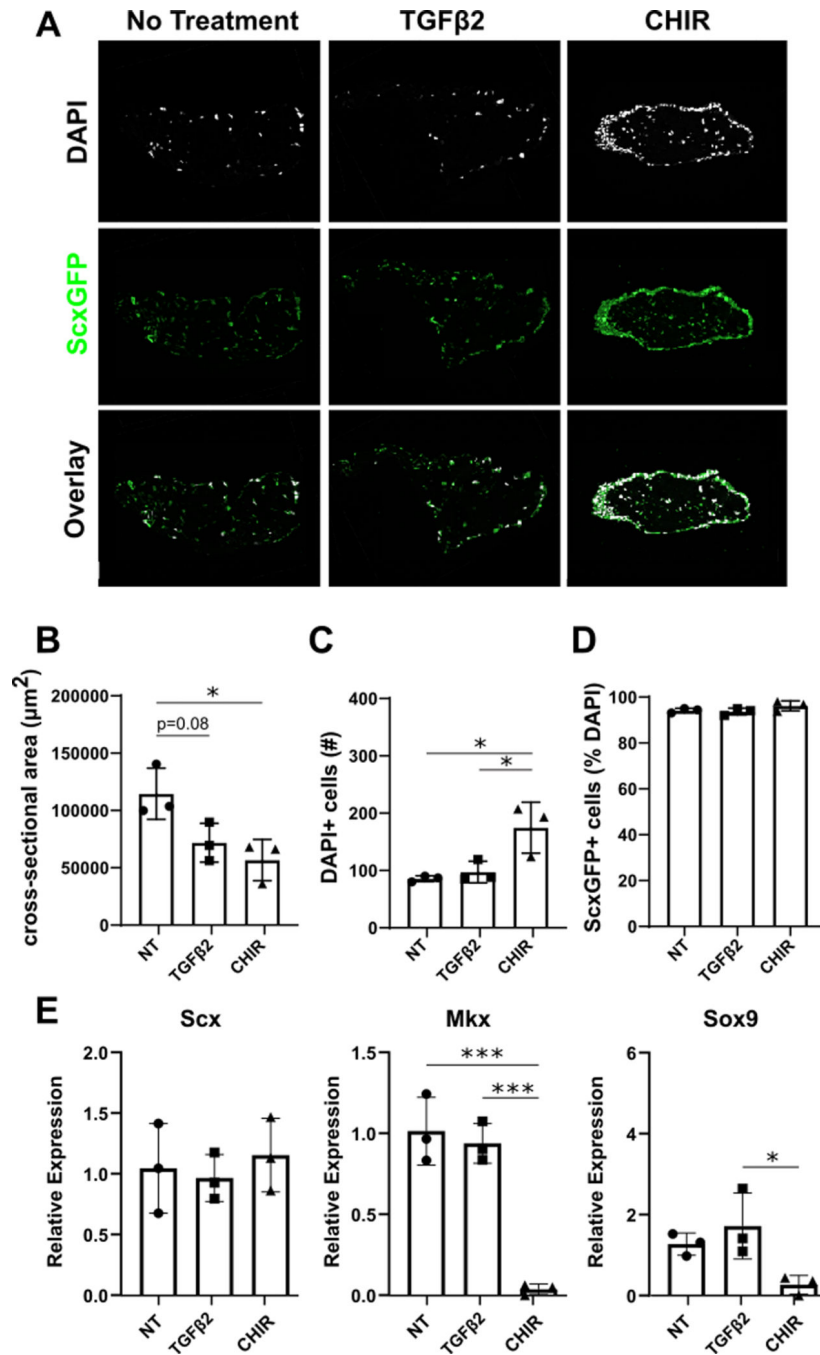 A
No Treatment TGFβ2 CHIR
DAPI
ScxGFP
Overlay
B
cross-sectional area (µm²)
200000
150000
100000
50000
0
*
p=0.08
NT TGFβ2 CHIR
C
DAPI+ cells (#)
400
300
200
100
0
*
*
NT TGFβ2 CHIR
D
ScxGFP+ cells (% DAPI)
100
80
60
40
20
0
NT TGFβ2 CHIR
E
Scx
Relative Expression
2.0
1.5
1.0
0.5
0.0
NT TGFβ2 CHIR
Mkx
Relative Expression
1.5
1.0
0.5
0.0
***
***
NT TGFβ2 CHIR
Sox9
Relative Expression
6
4
2
0
*
NT TGFβ2 CHIR